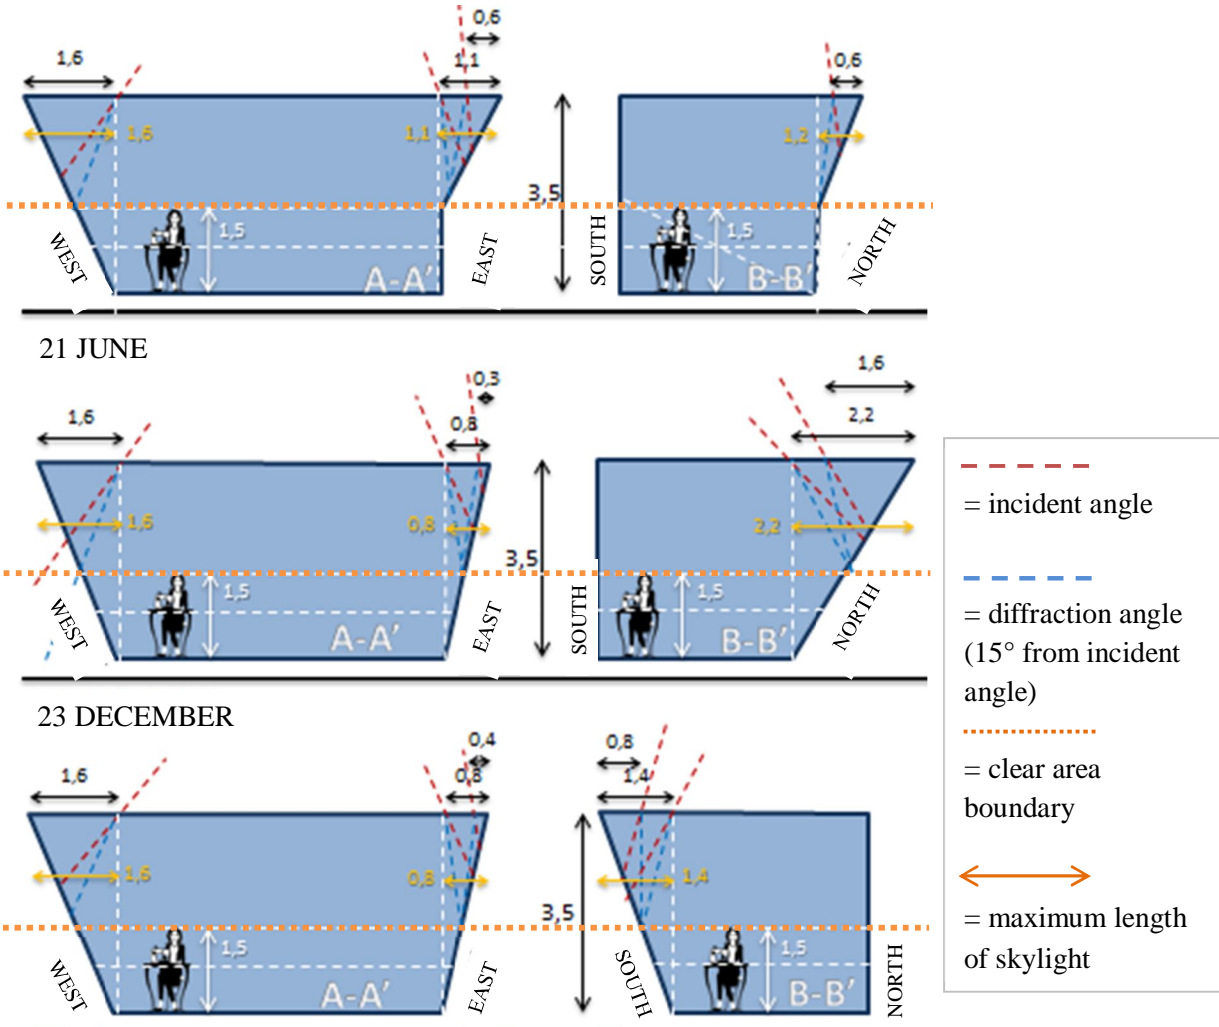 0,6
1,6
1,1
0,6
1,6
1,1
1,2
3,5
1,5
1,5
WEST
A-A'
EAST
SOUTH
B-B'
NORTH
21 JUNE
0,3
1,6
1,6
0,8
2,2
1,6
0,8
2,2
3,5
1,5
1,5
WEST
A-A'
EAST
SOUTH
B-B'
NORTH
23 DECEMBER
0,4
0,8
1,6
0,8
1,4
1,6
0,8
1,4
3,5
1,5
1,5
WEST
A-A'
EAST
SOUTH
B-B'
NORTH
= incident angle
= diffraction angle
(15° from incident
angle)
= clear area
boundary
= maximum length
of skylight